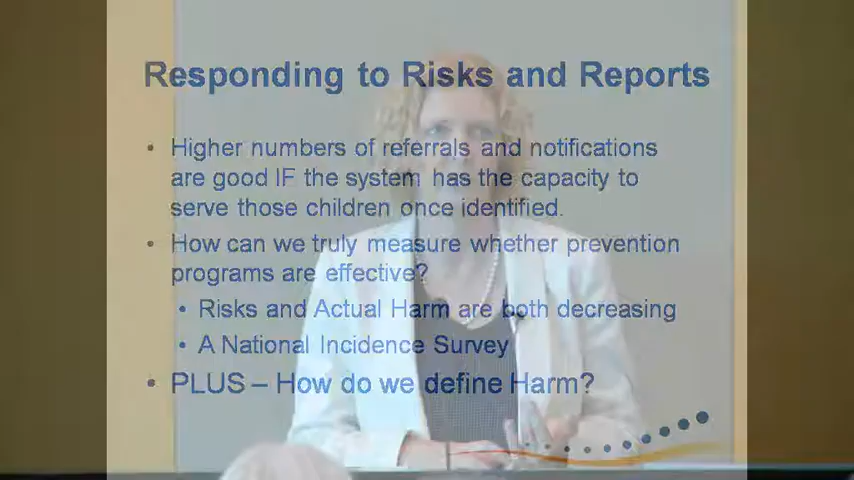 Responding to Risks and Reports
• Higher numbers of referrals and notifications
are good IF the system has the capacity to
serve those children once identified.
• How can we truly measure whether prevention
programs are effective?
• Risks and Actual Harm are both decreasing
• A National Incidence Survey
• PLUS – How do we define Harm?